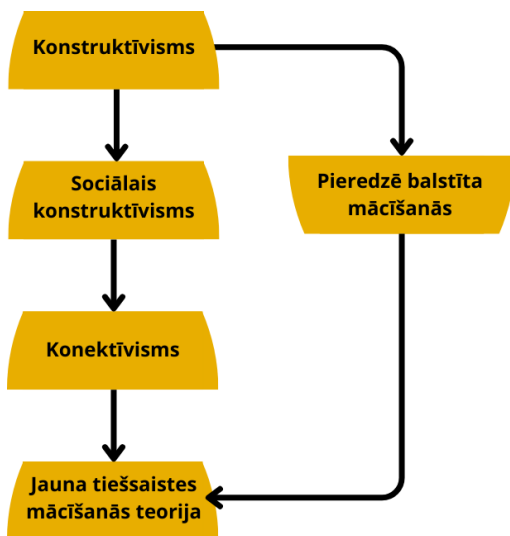 Konstruktīvisms
Sociālais
konstruktīvisms
Pieredzē balstīta
mācīšanās
Konektīvisms
Jauna tiešsaistes
mācīšanās teorija